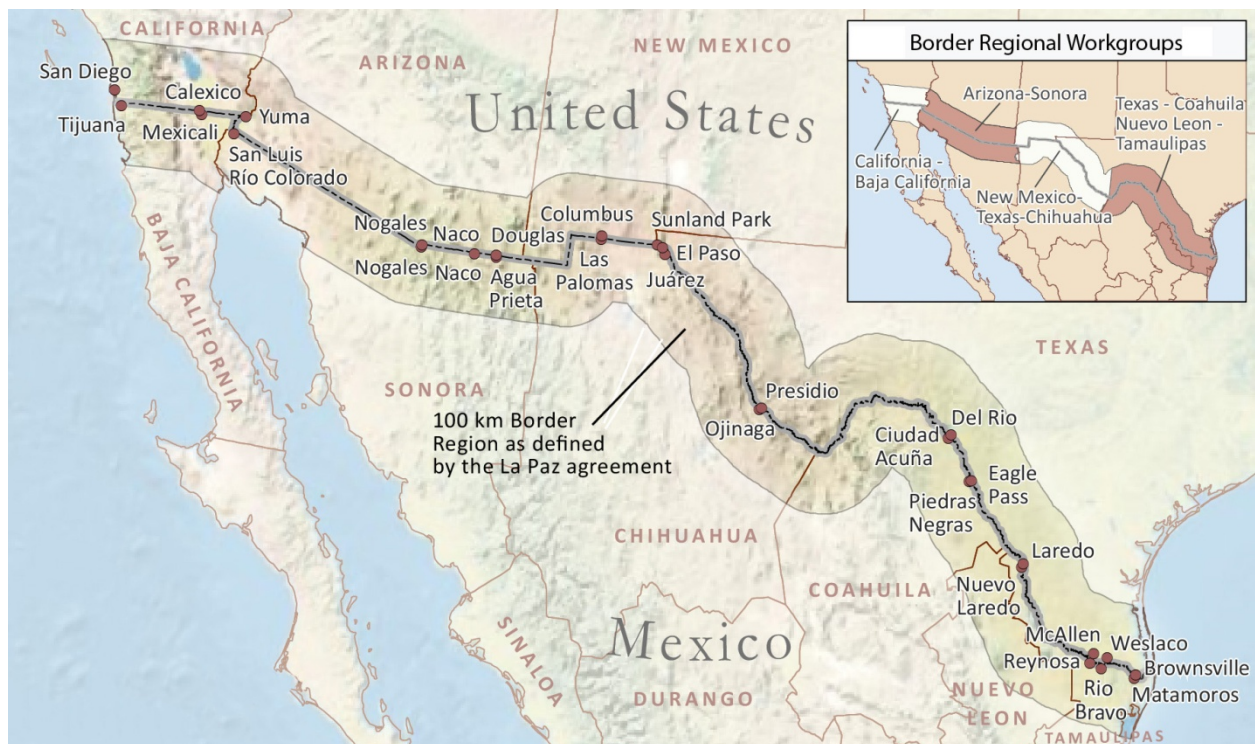 CALIFORNIA
ARIZONA
NEW MEXICO
United States
San Diego
Calexico
Tijuana
Mexicali
Yuma
San Luis
Río Colorado
Nogales
Nogales
Naco
Naco
Douglas
Agua
Prieta
Columbus
Las
Palomas
Sunland Park
El Paso
Juárez
TEXAS
BAJA CALIFORNIA
SONORA
100 km Border
Region as defined
by the La Paz agreement
Presidio
Ojinaga
Del Rio
Ciudad
Acuña
Eagle
Pass
Piedras
Negras
CHIHUAHUA
COAHUILA
Laredo
Nuevo
Laredo
Mexico
SINALOA
DURANGO
McAllen
Weslaco
Reynosa
Brownsville
Rio
Bravo
Matamoros
NUEVO
LEON
TAMAULIPAS
Border Regional Workgroups
Arizona-Sonora
Texas - Coahuila
Nuevo Leon -
Tamaulipas
California -
Baja California
New Mexico-
Texas-Chihuahua